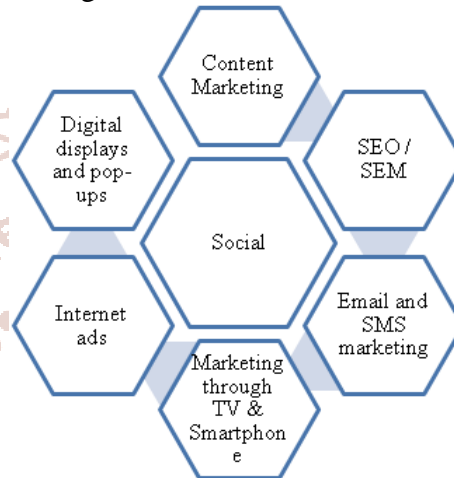 Content
Marketing
SEO /
SEM
Email and
SMS
marketing
Marketing
through
TV &
Smartphon
e
Internet
ads
Digital
displays
and pop-
ups
Social